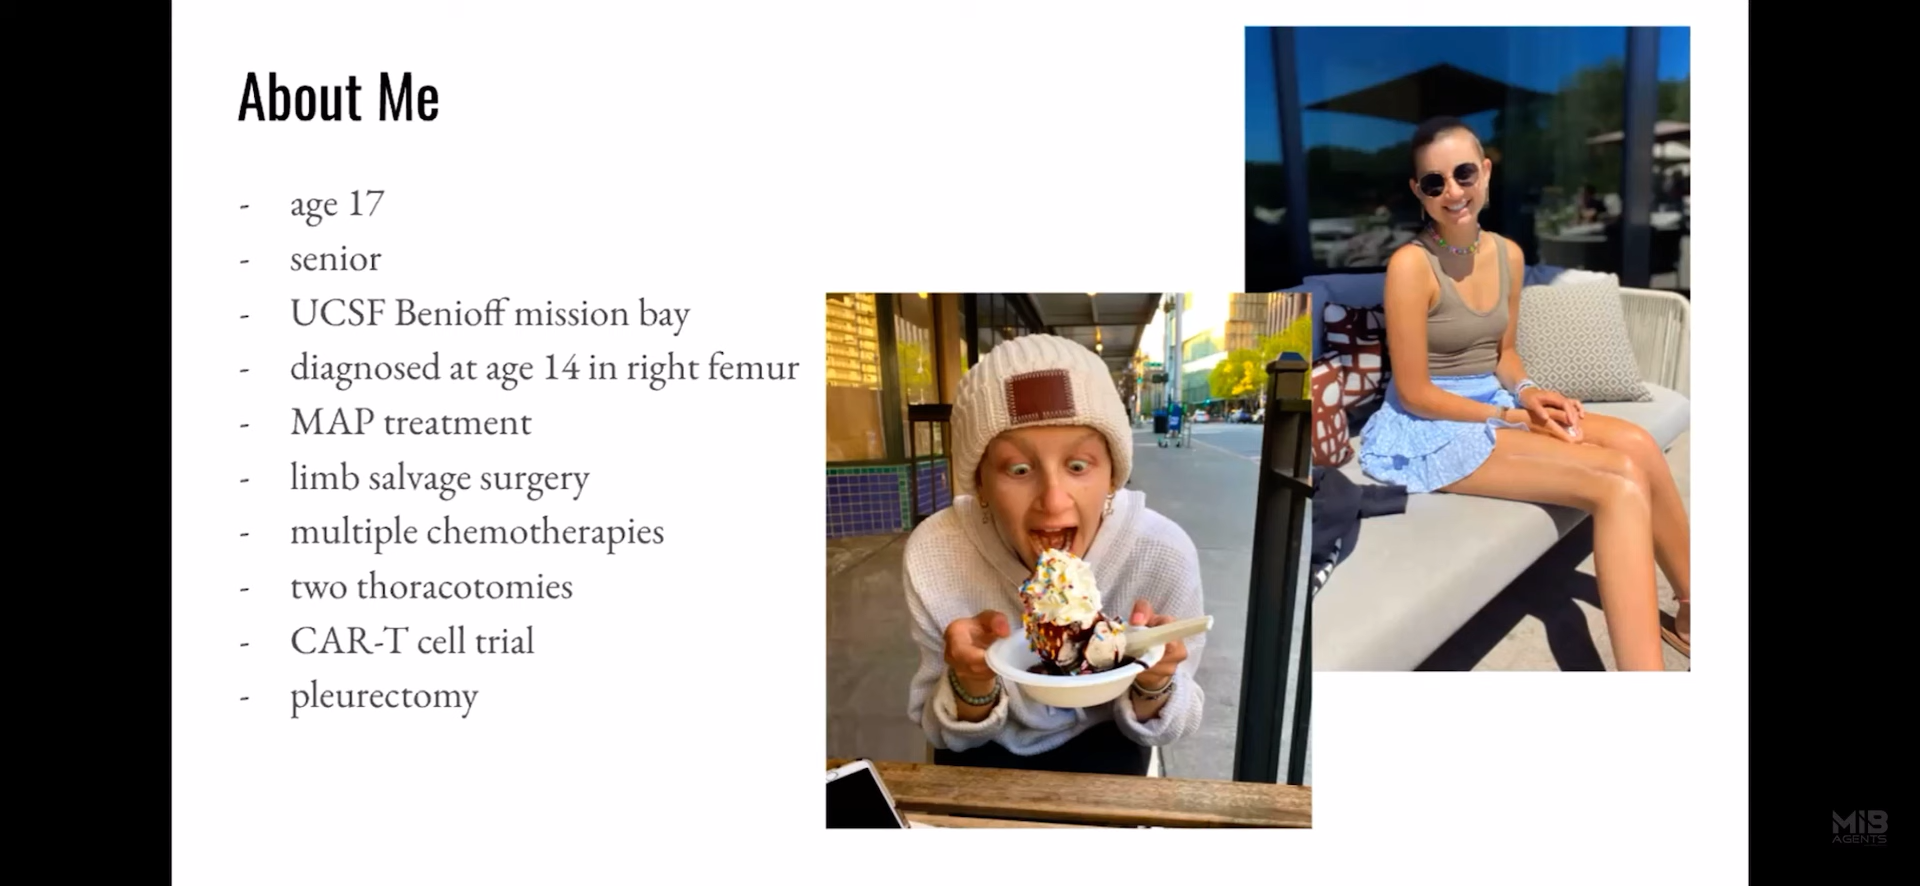 About Me
- age 17
- senior
- UCSF Benioff mission bay
- diagnosed at age 14 in right femur
- MAP treatment
- limb salvage surgery
- multiple chemotherapies
- two thoracotomies
- CAR-T cell trial
- pleurectomy
MIB
AGENTS